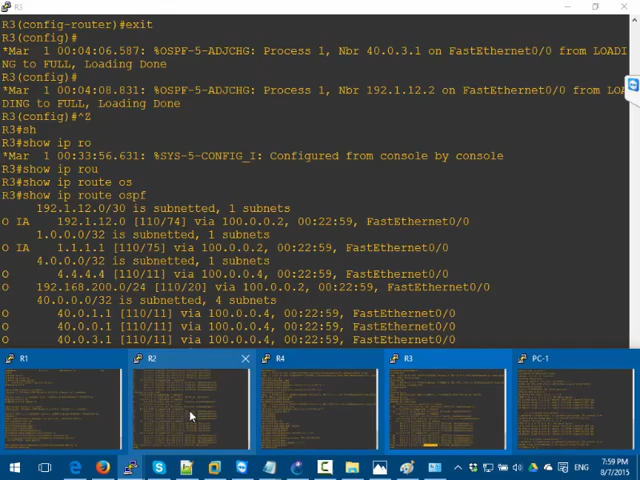 R3
R3(config-router)#exit
R3(config)#
*Mar  1 00:04:06.587: %OSPF-5-ADJCHG: Process 1, Nbr 40.0.3.1 on FastEthernet0/0 from LOADI
NG to FULL, Loading Done
R3(config)#
*Mar  1 00:04:08.831: %OSPF-5-ADJCHG: Process 1, Nbr 192.1.12.2 on FastEthernet0/0 from LOA
DING to FULL, Loading Done
R3(config)#^Z
R3#sh
R3#show ip ro
*Mar  1 00:33:56.631: %SYS-5-CONFIG_I: Configured from console by console
R3#show ip rou
R3#show ip route os
R3#show ip route ospf
192.1.12.0/30 is subnetted, 1 subnets
O IA    192.1.12.0 [110/74] via 100.0.0.2, 00:22:59, FastEthernet0/0
1.0.0.0/32 is subnetted, 1 subnets
O IA    1.1.1.1 [110/75] via 100.0.0.2, 00:22:59, FastEthernet0/0
4.0.0.0/32 is subnetted, 1 subnets
O       4.4.4.4 [110/11] via 100.0.0.4, 00:22:59, FastEthernet0/0
O    192.168.200.0/24 [110/20] via 100.0.0.2, 00:22:59, FastEthernet0/0
40.0.0.0/32 is subnetted, 4 subnets
O       40.0.1.1 [110/11] via 100.0.0.4, 00:22:59, FastEthernet0/0
O       40.0.0.1 [110/11] via 100.0.0.4, 00:22:59, FastEthernet0/0
O       40.0.3.1 [110/11] via 100.0.0.4, 00:22:59, FastEthernet0/0
R1 R2 R4 R3 PC-1
ENG 7:59 PM
8/7/2015